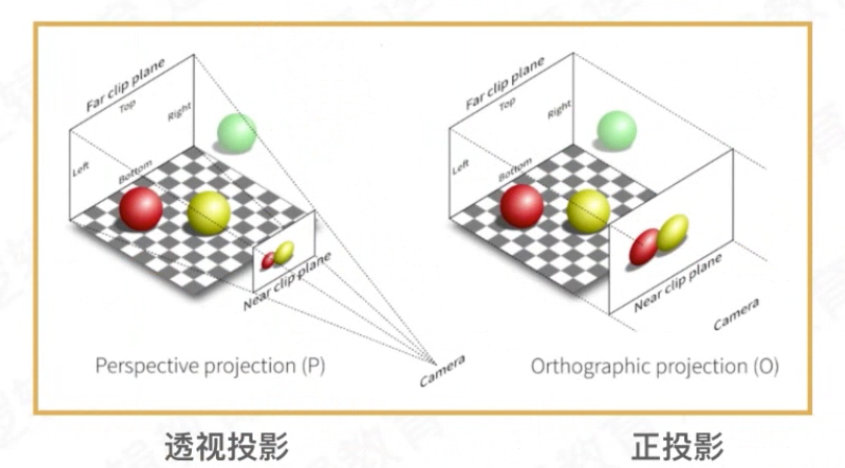 Far clip plane
Top
Right
Left
Bottom
Near clip plane
Camera
Perspective projection (P)
透视投影
Far clip plane
Top
Right
Left
Bottom
Near clip plane
Camera
Orthographic projection (O)
正投影